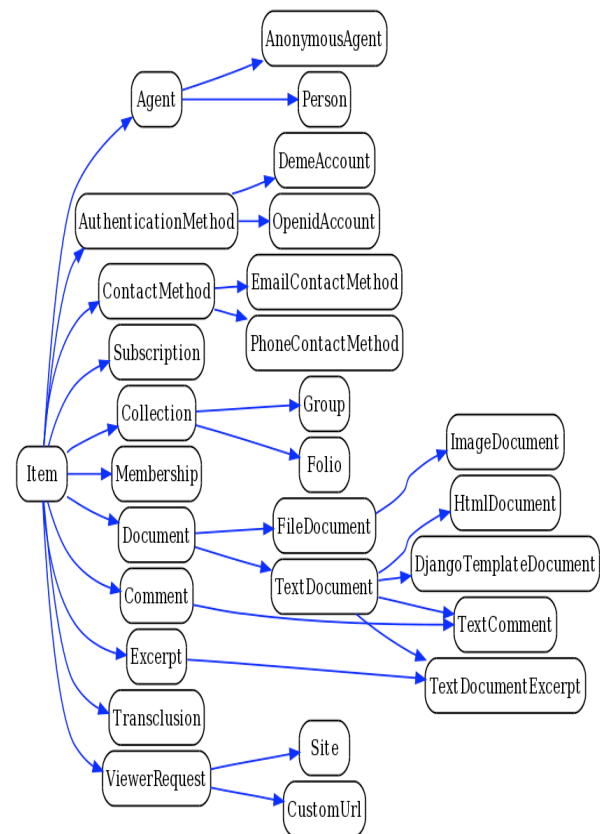 AnonymousAgent
Agent
Person
DemeAccount
AuthenticationMethod
OpenidAccount
ContactMethod
EmailContactMethod
PhoneContactMethod
Subscription
Collection
Group
Folio
Item
Membership
ImageDocument
HtmlDocument
Document
FileDocument
TextDocument
DjangoTemplateDocument
Comment
TextComment
Excerpt
TextDocumentExcerpt
Transclusion
Site
ViewerRequest
CustomUrl